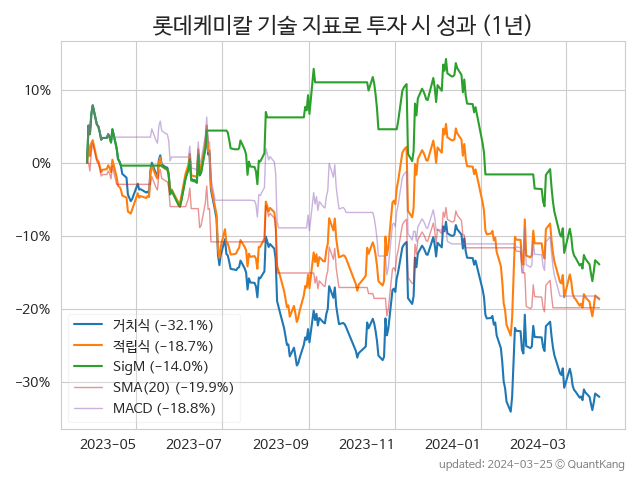 롯데케미칼 기술 지표로 투자 시 성과 (1년)
10%
0%
−10%
−20%
−30%
거치식 (−32.1%)
적립식 (−18.7%)
SigM (−14.0%)
SMA(20) (−19.9%)
MACD (−18.8%)
2023-05 2023-07 2023-09 2023-11 2024-01 2024-03
updated: 2024-03-25 © QuantKang